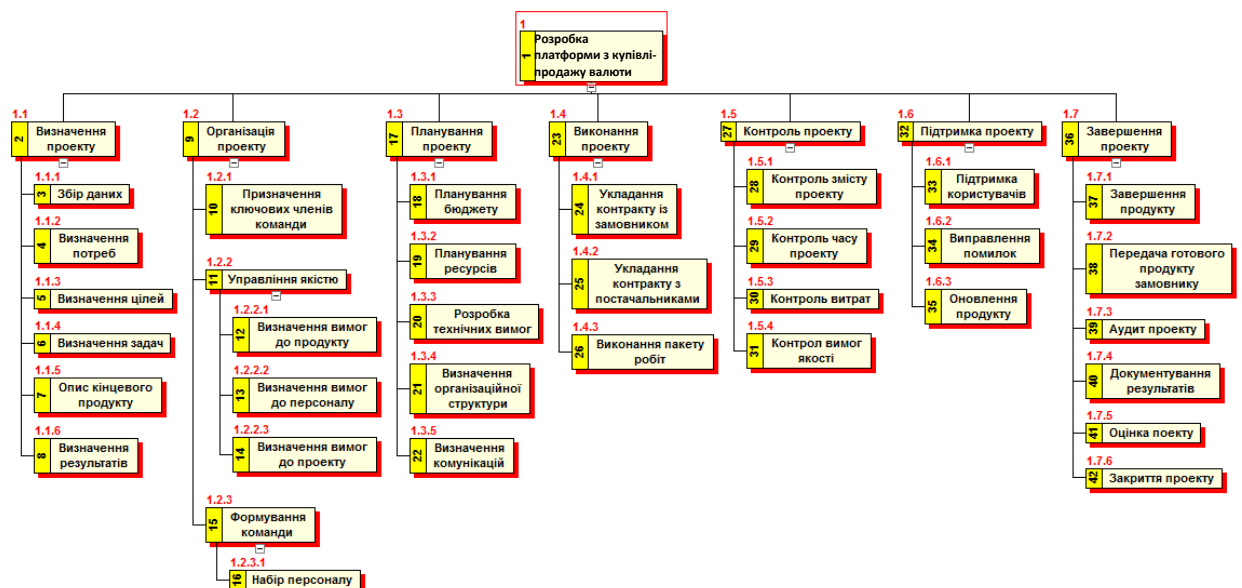 1
1
Розробка
платформи з купівлі-
продажу валюти
1.1
2
Визначення
проекту
1.1.1
3
Збір даних
1.1.2
4
Визначення
потреб
1.1.3
5
Визначення цілей
1.1.4
6
Визначення задач
1.1.5
7
Опис кінцевого
продукту
1.1.6
8
Визначення
результатів
1.2
9
Організація
проекту
1.2.1
10
Призначення
ключових членів
команди
1.2.2
11
Управління якістю
1.2.2.1
12
Визначення вимог
до продукту
1.2.2.2
13
Визначення вимог
до персоналу
1.2.2.3
14
Визначення вимог
до проекту
1.2.3
15
Формування
команди
1.2.3.1
16
Набір персоналу
1.3
17
Планування
проекту
1.3.1
18
Планування
бюджету
1.3.2
19
Планування
ресурсів
1.3.3
20
Розробка
технічних вимог
1.3.4
21
Визначення
організаційної
структури
1.3.5
22
Визначення
комунікацій
1.4
23
Виконання
проекту
1.4.1
24
Укладання
контракту із
замовником
1.4.2
25
Укладання
контракту з
постачальниками
1.4.3
26
Виконання пакету
робіт
1.5
27
Контроль проекту
1.5.1
28
Контроль змісту
проекту
1.5.2
29
Контроль часу
проекту
1.5.3
30
Контроль витрат
1.5.4
31
Контрол вимог
якості
1.6
32
Підтримка проекту
1.6.1
33
Підтримка
користувачів
1.6.2
34
Виправлення
помилок
1.6.3
35
Оновлення
продукту
1.7
36
Завершення
проекту
1.7.1
37
Завершення
продукту
1.7.2
38
Передача готового
продукту
замовнику
1.7.3
39
Аудит проекту
1.7.4
40
Документування
результатів
1.7.5
41
Оцінка поекту
1.7.6
42
Закриття проекту